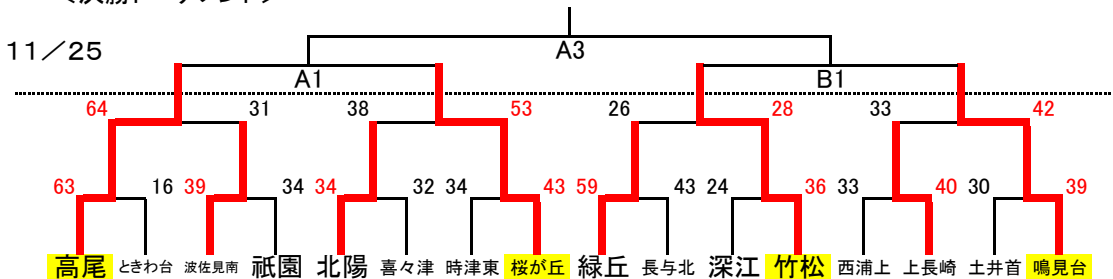 11／25
A3
A1 B1
64 31 38 53 26 28 33 42
63 16 39 34 34 32 34 43 59 43 24 36 33 40 30 39
高尾 ときわ台 波佐見南 祇園 北陽 喜々津 時津東 桜が丘 緑丘 長与北 深江 竹松 西浦上 上長崎 土井首 鳴見台